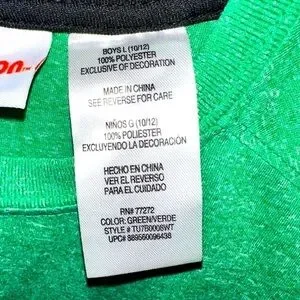 on
BOYS L (10/12)
100% POLYESTER
EXCLUSIVE OF DECORATION
MADE IN CHINA
SEE REVERSE FOR CARE
NIÑOS G (10/12)
100% POLYESTER
EXCLUYENDO LA DECORACIÓN
HECHO EN CHINA
VER EL REVERSO
PARA EL CUIDADO
RN# 77272
COLOR: GREEN/VERDE
STYLE # TU7B0008WT
UPC# 889560096438